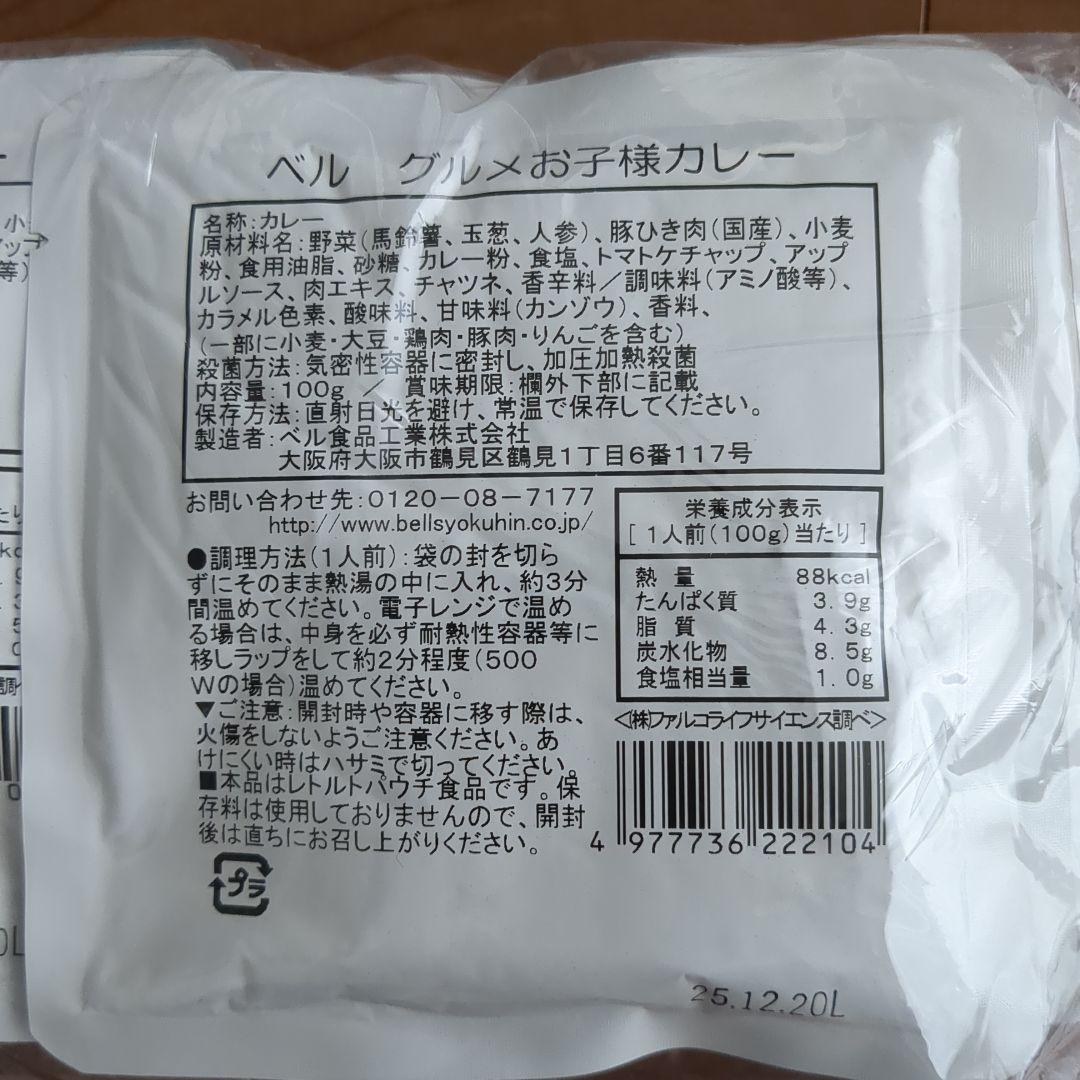 ベル グルメお子様カレー
名称:カレー
原材料名:野菜(馬鈴薯、玉葱、人参)、豚ひき肉(国産)、小麦
粉、食用油脂、砂糖、カレー粉、食塩、トマトケチャップ、アップ
ルソース、肉エキス、チャツネ、香辛料/調味料(アミノ酸等)、
カラメル色素、酸味料、甘味料(カンゾウ)、香料、
(一部に小麦・大豆・鶏肉・豚肉・りんごを含む)
殺菌方法:気密性容器に密封し、加圧加熱殺菌
内容量:100g / 賞味期限:欄外下部に記載
保存方法:直射日光を避け、常温で保存してください。
製造者:ベル食品工業株式会社
大阪府大阪市鶴見区鶴見1丁目6番117号
お問い合わせ先:0120-08-7177
http://www.bellsyokuhin.co.jp/
●調理方法(1人前):袋の封を切ら
ずにそのまま熱湯の中に入れ、約3分
間温めてください。電子レンジで温め
る場合は、中身を必ず耐熱性容器等に
移しラップをして約2分程度(500
Wの場合)温めてください。
▼ご注意:開封時や容器に移す際は、
火傷をしないようご注意ください。あ
けにくい時はハサミで切ってください。
■本品はレトルトパウチ食品です。保
存料は使用しておりませんので、開封
後は直ちにお召し上がりください。
プラ
栄養成分表示
[1人前(100g)当たり]
熱量 88kcal
たんぱく質 3.9g
脂質 4.3g
炭水化物 8.5g
食塩相当量 1.0g
<(株)ファルコライフサイエンス調べ>
4 977736 222104
25.12.20L